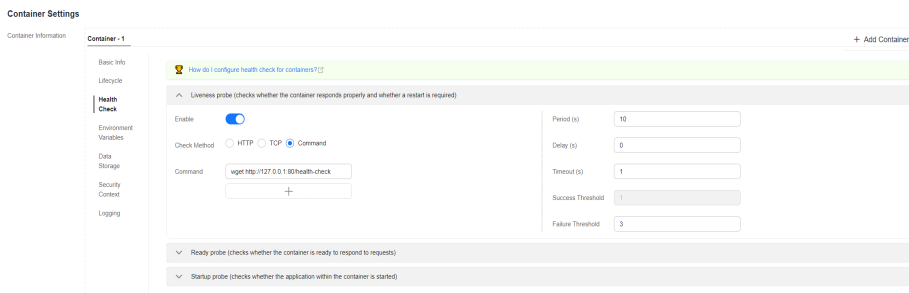 Container Settings
Container Information
Container - 1
+ Add Container
Basic Info
Lifecycle
Health
Check
Environment
Variables
Data
Storage
Security
Context
Logging
How do I configure health check for containers?
Liveness probe (checks whether the container responds properly and whether a restart is required)
Enable
Check Method
HTTP
TCP
Command
Command
wget http://127.0.0.1:80/health-check
+
Period (s)
10
Delay (s)
0
Timeout (s)
1
Success Threshold
1
Failure Threshold
3
Ready probe (checks whether the container is ready to respond to requests)
Startup probe (checks whether the application within the container is started)